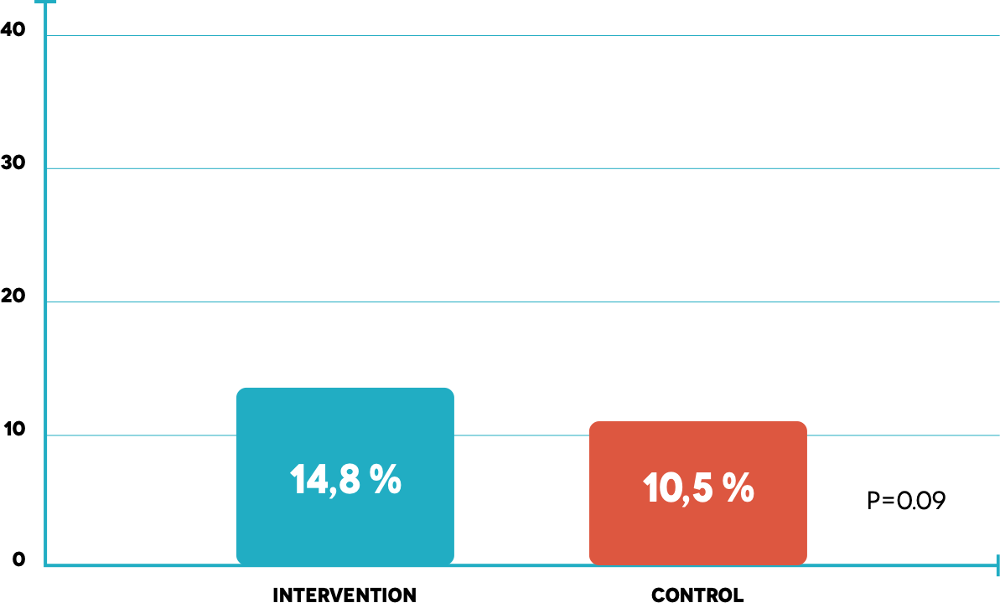 40
30
20
10
0
14,8 %
10,5 %
P=0.09
INTERVENTION
CONTROL